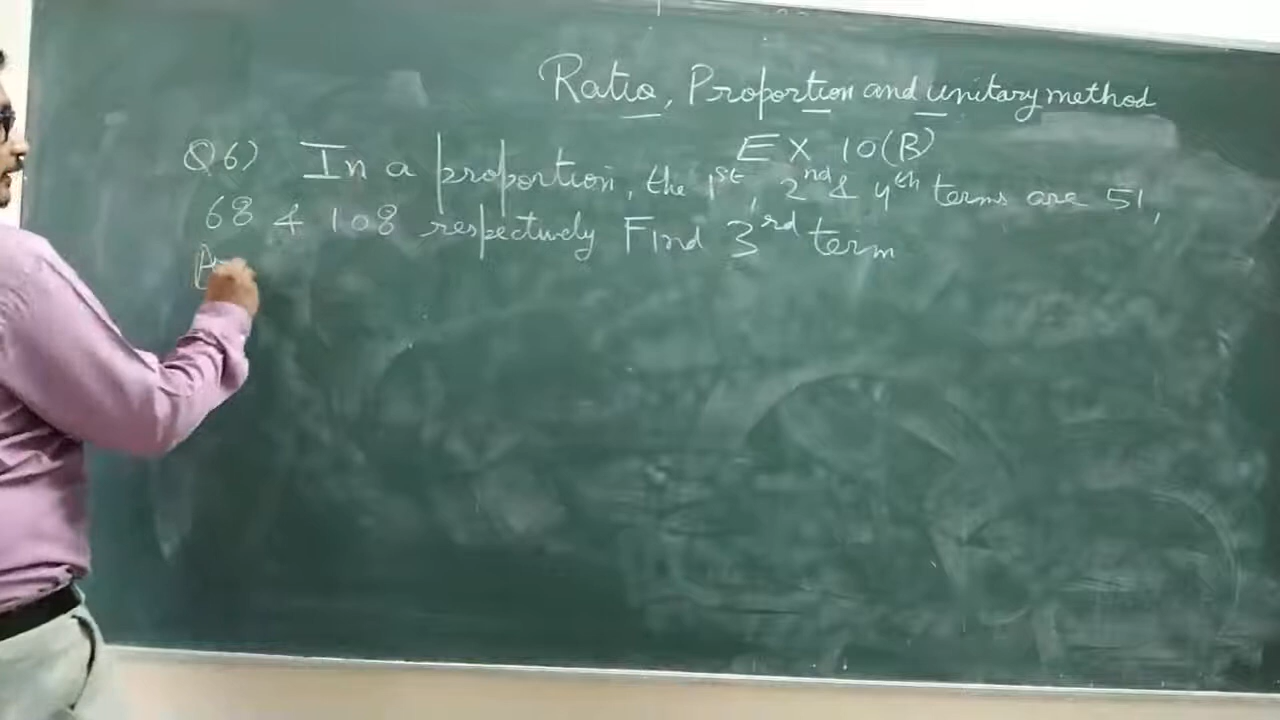 Ratio, Proportion and unitary method
EX 10(B)
Q6) In a proportion, the 1st, 2nd & 4th terms are 51,
68 & 108 respectively Find 3rd term